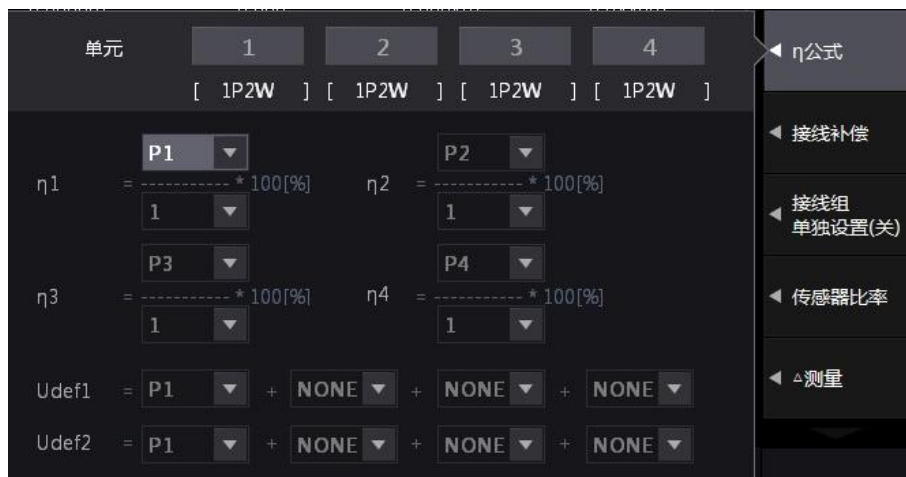 单元 1 2 3 4
[ 1P2W ] [ 1P2W ] [ 1P2W ] [ 1P2W ]
P1 P2
η1 = ----------- * 100[%] η2 = ----------- * 100[%]
1 1
P3 P4
η3 = ----------- * 100[%] η4 = ----------- * 100[%]
1 1
Udef1 = P1 + NONE + NONE + NONE
Udef2 = P1 + NONE + NONE + NONE
η公式
接线补偿
接线组
单独设置(关)
传感器比率
△测量